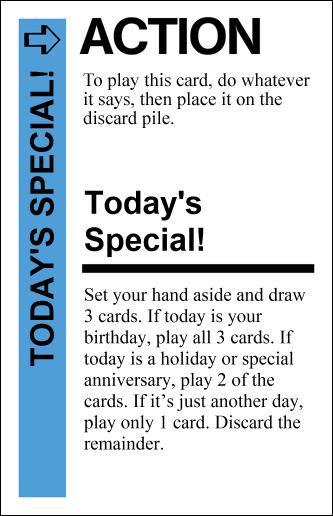 ACTION
To play this card, do whatever
it says, then place it on the
discard pile.
TODAY'S SPECIAL!
Today's
Special!
Set your hand aside and draw
3 cards. If today is your
birthday, play all 3 cards. If
today is a holiday or special
anniversary, play 2 of the
cards. If it’s just another day,
play only 1 card. Discard the
remainder.